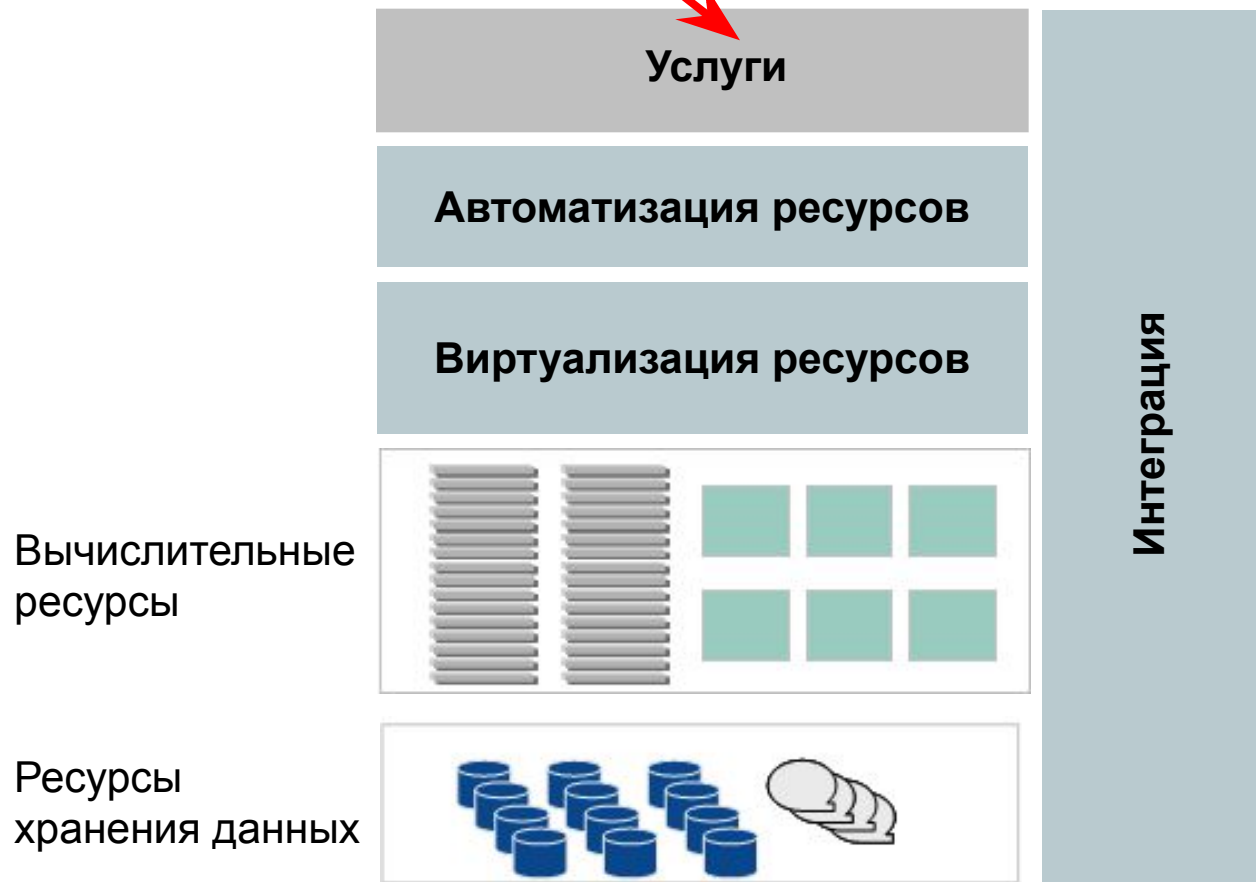 Услуги
Автоматизация ресурсов
Виртуализация ресурсов
Интеграция
Вычислительные
ресурсы
Ресурсы
хранения данных